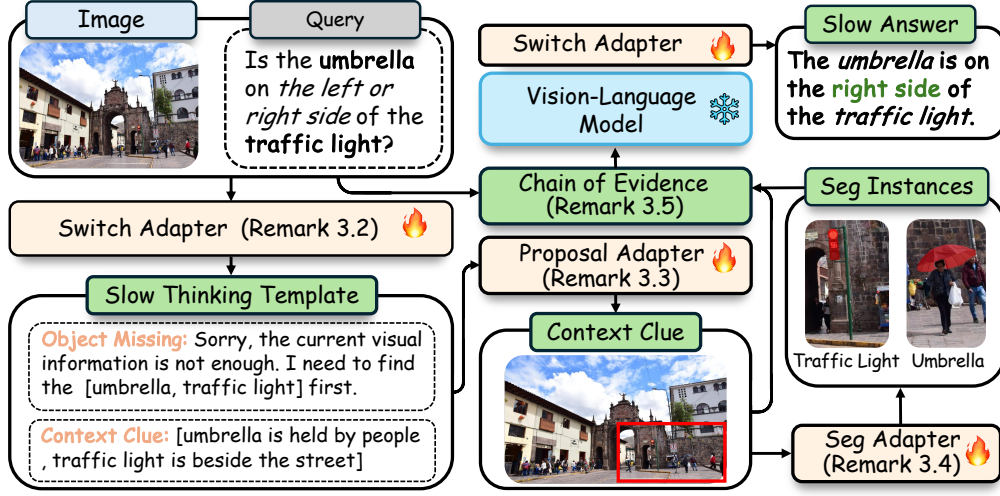 Image
Query
Is the umbrella
on the left or
right side of the
traffic light?
Switch Adapter (Remark 3.2)
Slow Thinking Template
Object Missing: Sorry, the current visual
information is not enough. I need to find
the [umbrella, traffic light] first.
Context Clue: [umbrella is held by people
, traffic light is beside the street]
Switch Adapter
Vision-Language
Model
Chain of Evidence
(Remark 3.5)
Proposal Adapter
(Remark 3.3)
Context Clue
Slow Answer
The umbrella is on
the right side of
the traffic light.
Seg Instances
Traffic Light
Umbrella
Seg Adapter
(Remark 3.4)